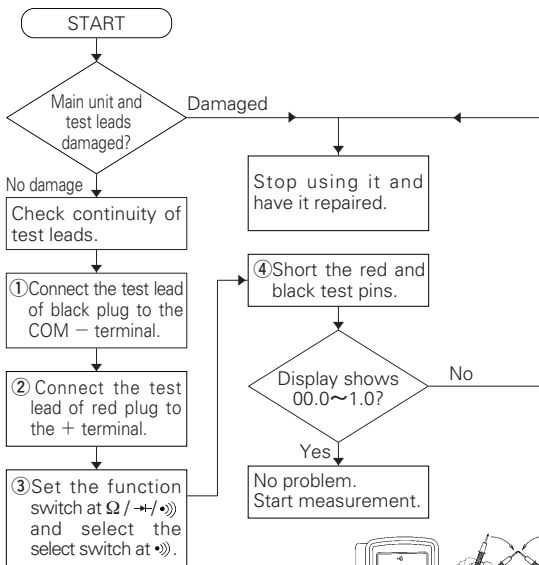 START
Main unit and
test leads
damaged?
Damaged
No damage
Stop using it and
have it repaired.
Check continuity of
test leads.
①Connect the test lead
of black plug to the
COM − terminal.
② Connect the test
lead of red plug to
the + terminal.
③Set the function
switch at Ω / / 
and select the
select switch at .
④Short the red and
black test pins.
Display shows
00.0〜1.0?
No
Yes
No problem.
Start measurement.